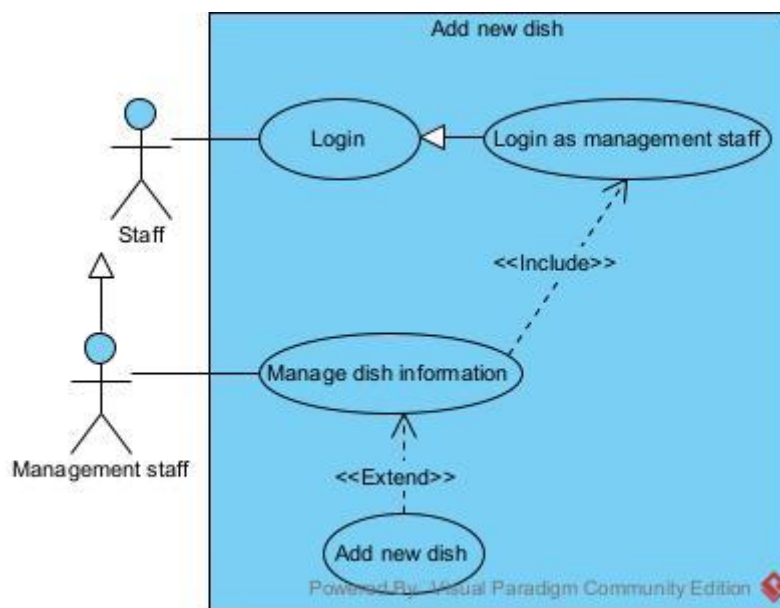 Add new dish
Login
Login as management staff
Staff
<<Include>>
Manage dish information
Management staff
<<Extend>>
Add new dish
Powered By: Visual Paradigm Community Edition